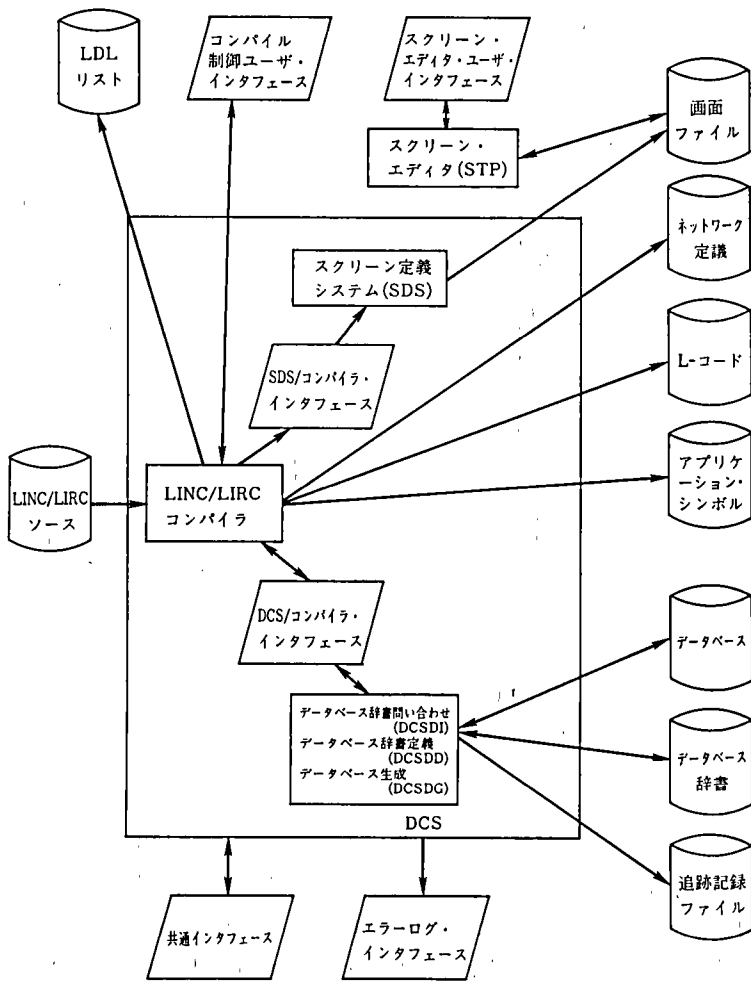 LDL
リスト
コンパイル
制御ユーザ・
インタフェース
スクリーン・
エディタ・ユーザ・
インタフェース
スクリーン・
エディタ(STP)
画面
ファイル
ネットワーク
定議
スクリーン定義
システム(SDS)
SDS/コンパイラ・
インタフェース
L-コード
LINC/LIRC
ソース
LINC/LIRC
コンパイラ
アプリケ
ーション・
シンボル
DCS/コンパイラ・
インタフェース
データベース
データベース辞書問い合わせ
(DCSDI)
データベース辞書定義
(DCSDD)
データベース生成
(DCSDG)
データベース
辞書
DCS
追跡記録
ファイル
共通インタフェース
エラーログ・
インタフェース